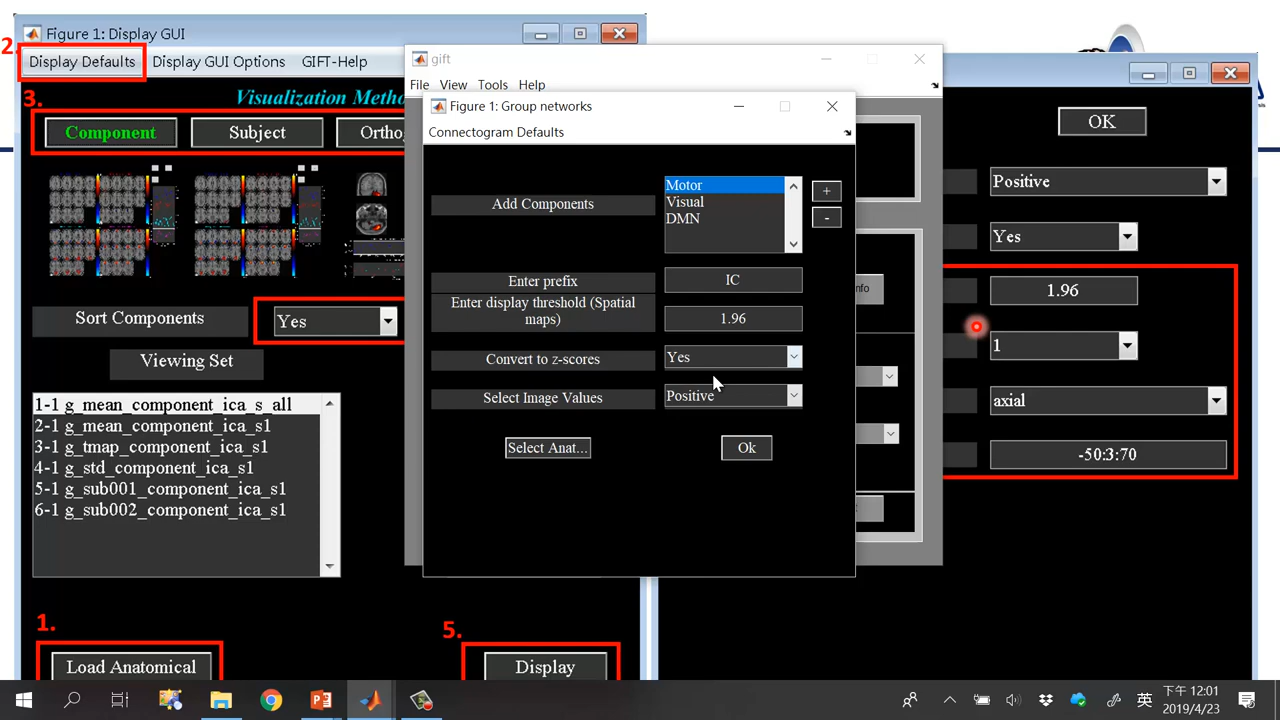 Figure 1: Display GUI
2.
Display Defaults
Display GUI Options
GIFT-Help
3.
Visualization Metho
Component
Subject
Ortho
Sort Components
Yes
Viewing Set
1-1 g_mean_component_ica_s_all
2-1 g_mean_component_ica_s1
3-1 g_tmap_component_ica_s1
4-1 g_std_component_ica_s1
5-1 g_sub001_component_ica_s1
6-1 g_sub002_component_ica_s1
1.
Load Anatomical
5.
Display
gift
File View Tools Help
nfo
Figure 1: Group networks
Connectogram Defaults
Add Components
Motor
Visual
DMN
+
-
Enter prefix
IC
Enter display threshold (Spatial
maps)
1.96
Convert to z-scores
Yes
Select Image Values
Positive
Select Anat...
Ok
OK
Positive
Yes
1.96
1
axial
-50:3:70
英
下午 12:01
2019/4/23